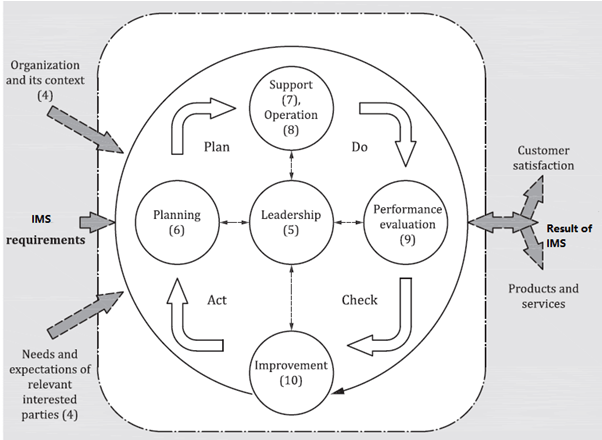 Organization
and its context
(4)
IMS
requirements
Needs and
expectations of
relevant
interested
parties (4)
Support
(7),
Operation
(8)
Plan
Do
Planning
(6)
Leadership
(5)
Performance
evaluation
(9)
Act
Check
Improvement
(10)
Customer
satisfaction
Result of
IMS
Products and
services